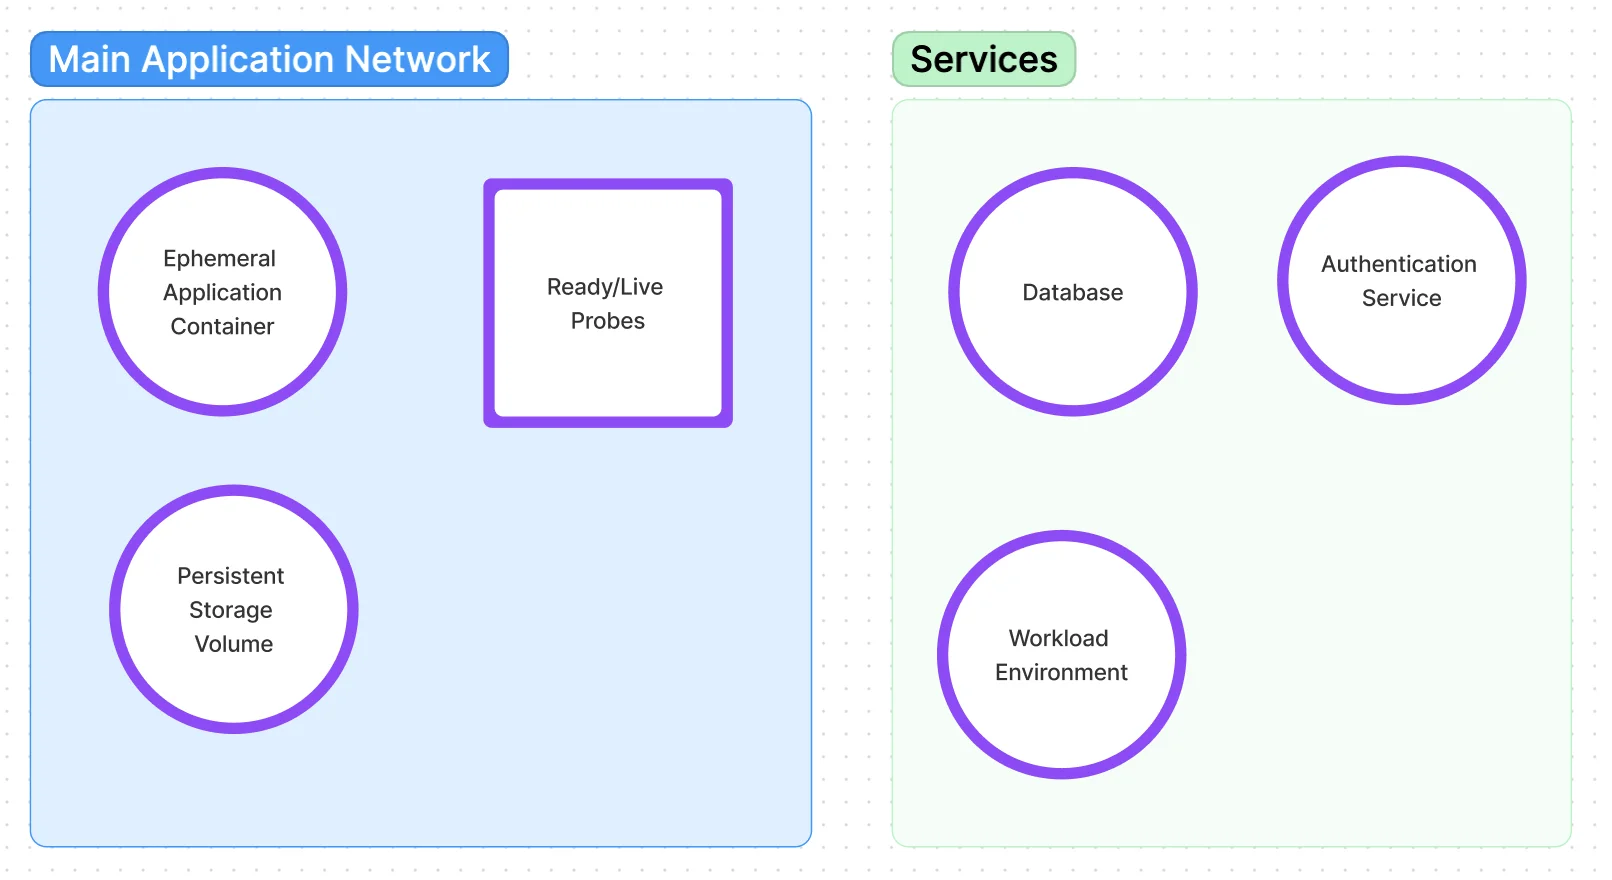 Main Application Network
Ephemeral
Application
Container
Ready/Live
Probes
Persistent
Storage
Volume
Services
Database
Authentication
Service
Workload
Environment